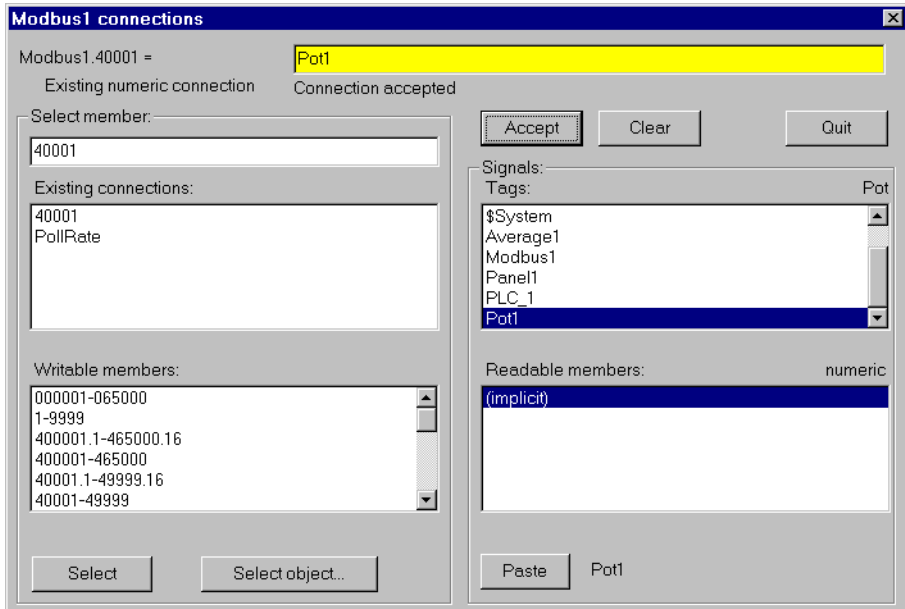 Modbus1 connections
Modbus1.40001 =
Pot1
Existing numeric connection
Connection accepted
Select member:
40001
Existing connections:
40001
PollRate
Writable members:
000001-065000
1-9999
400001.1-465000.16
400001-465000
40001.1-49999.16
40001-49999
Select
Select object...
Accept
Clear
Quit
Signals:
Tags:
Pot
$System
Average1
Modbus1
Panel1
PLC_1
Pot1
Readable members:
numeric
(implicit)
Paste
Pot1